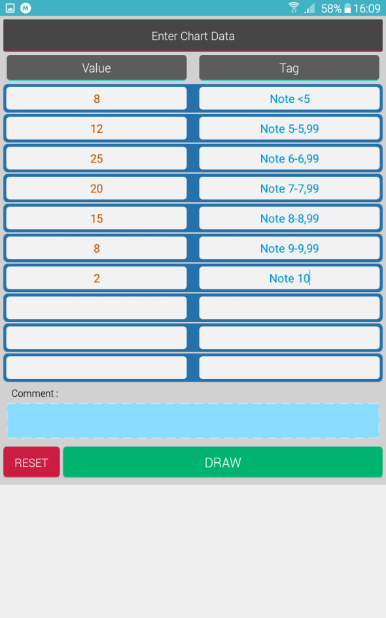 58% 16:09
Enter Chart Data
Value Tag
8 Note <5
12 Note 5-5,99
25 Note 6-6,99
20 Note 7-7,99
15 Note 8-8,99
8 Note 9-9,99
2 Note 10
Comment :
RESET DRAW